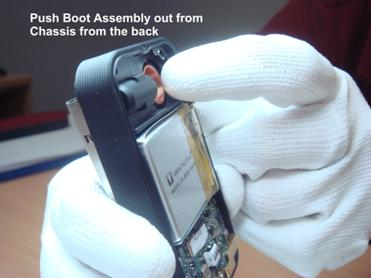 Push Boot Assembly out from
Chassis from the back